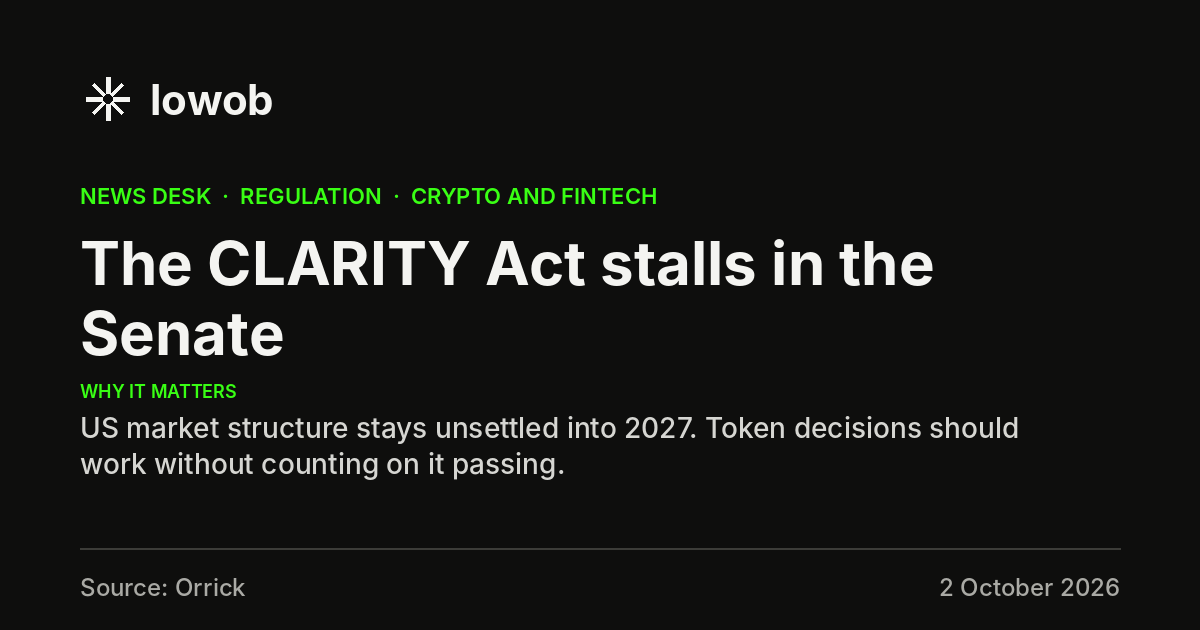 lowob
NEWS DESK · REGULATION · CRYPTO AND FINTECH
The CLARITY Act stalls in the
Senate
WHY IT MATTERS
US market structure stays unsettled into 2027. Token decisions should
work without counting on it passing.
Source: Orrick
2 October 2026